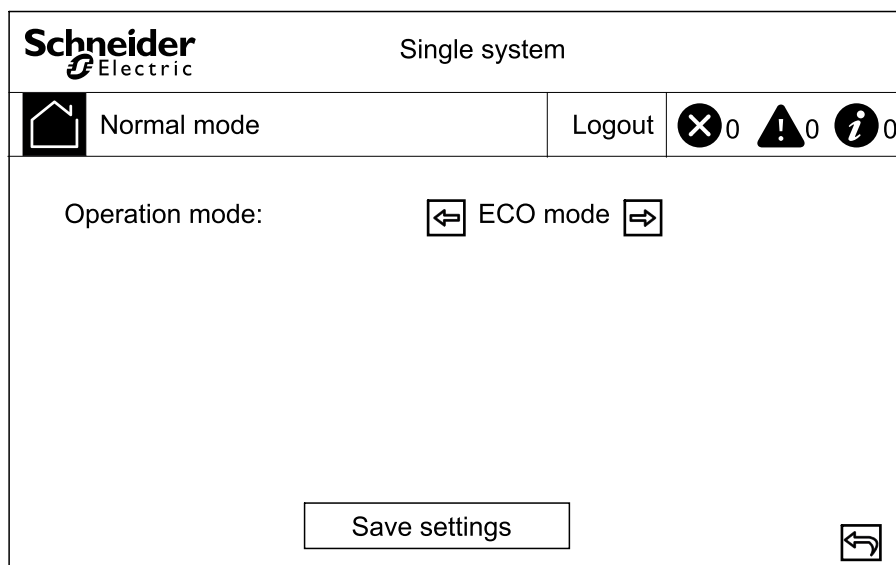 Schneider
Electric
Single system
Normal mode
Logout
0
0
0
Operation mode:
ECO mode
Save settings